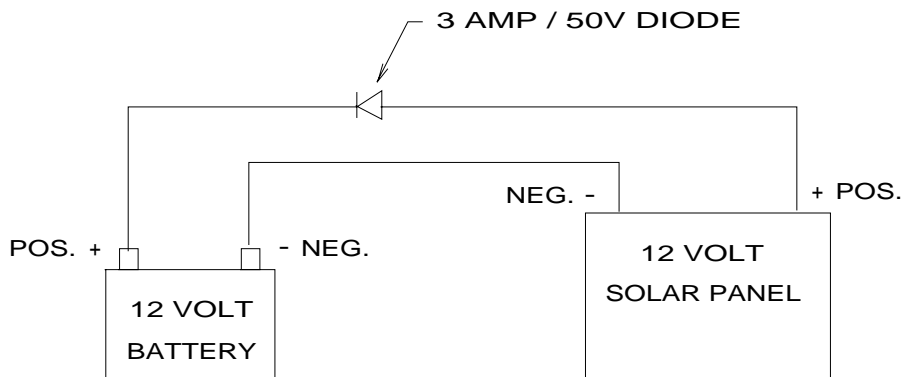 3 AMP / 50V DIODE
NEG. -
+ POS.
POS. +
- NEG.
12 VOLT
SOLAR PANEL
12 VOLT
BATTERY